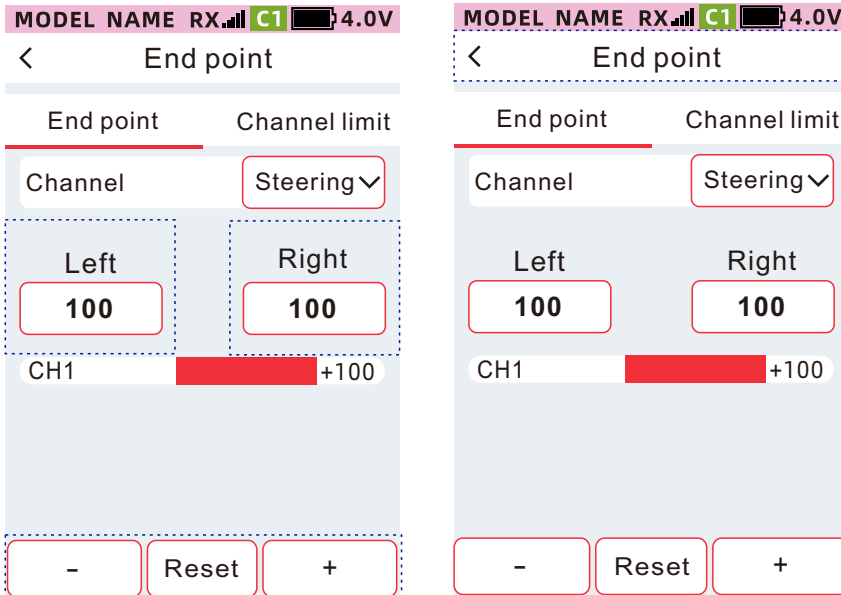 MODEL NAME RX C1 4.0V
< End point
End point Channel limit
Channel Steering
Left Right
100 100
CH1 +100
- Reset +
MODEL NAME RX C1 4.0V
< End point
End point Channel limit
Channel Steering
Left Right
100 100
CH1 +100
- Reset +